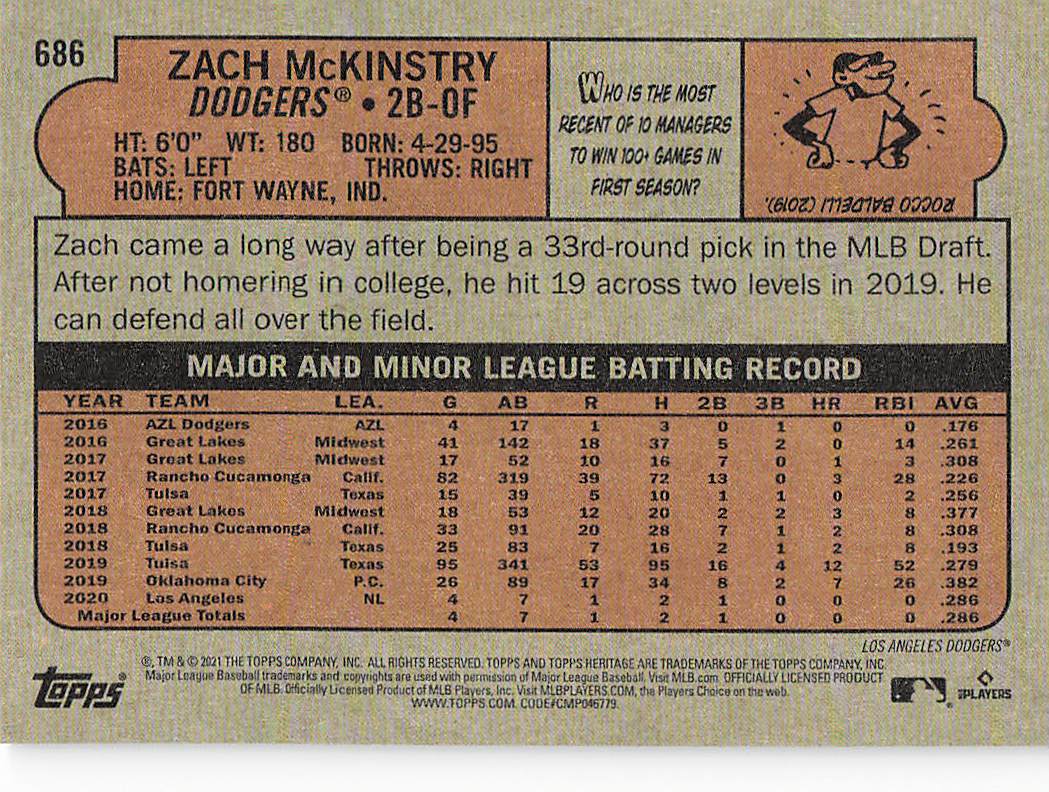 686
ZACH McKINSTRY
DODGERS® • 2B-OF
HT: 6'0" WT: 180 BORN: 4-29-95
BATS: LEFT THROWS: RIGHT
HOME: FORT WAYNE, IND.
WHO IS THE MOST
RECENT OF 10 MANAGERS
TO WIN 100+ GAMES IN
FIRST SEASON?
ROCCO BALDELLI (2019).
Zach came a long way after being a 33rd-round pick in the MLB Draft.
After not homering in college, he hit 19 across two levels in 2019. He
can defend all over the field.
MAJOR AND MINOR LEAGUE BATTING RECORD
YEAR TEAM LEA. G AB R H 2B 3B HR RBI AVG
2016 AZL Dodgers AZL 4 17 1 3 0 1 0 0 .176
2016 Great Lakes Midwest 41 142 18 37 5 2 0 14 .261
2017 Great Lakes Midwest 17 52 10 16 7 0 1 3 .308
2017 Rancho Cucamonga Calif. 82 319 39 72 13 0 3 28 .226
2017 Tulsa Texas 15 39 5 10 1 1 0 2 .256
2018 Great Lakes Midwest 18 53 12 20 2 2 3 8 .377
2018 Rancho Cucamonga Calif. 33 91 20 28 7 1 2 8 .308
2018 Tulsa Texas 25 83 7 16 2 1 2 8 .193
2019 Tulsa Texas 95 341 53 95 16 4 12 52 .279
2019 Oklahoma City P.C. 26 89 17 34 8 2 7 26 .382
2020 Los Angeles NL 4 7 1 2 1 0 0 0 .286
Major League Totals 4 7 1 2 1 0 0 0 .286
LOS ANGELES DODGERS®
®, TM & © 2021 THE TOPPS COMPANY, INC. ALL RIGHTS RESERVED. TOPPS AND TOPPS HERITAGE ARE TRADEMARKS OF THE TOPPS COMPANY, INC.
Major League Baseball trademarks and copyrights are used with permission of Major League Baseball. Visit MLB.com. OFFICIALLY LICENSED PRODUCT
OF MLB. Officially Licensed Product of MLB Players, Inc. Visit MLBPLAYERS.COM, the Players Choice on the web.
WWW.TOPPS.COM. CODE#CMP046779.
topps®
MLBPLAYERS